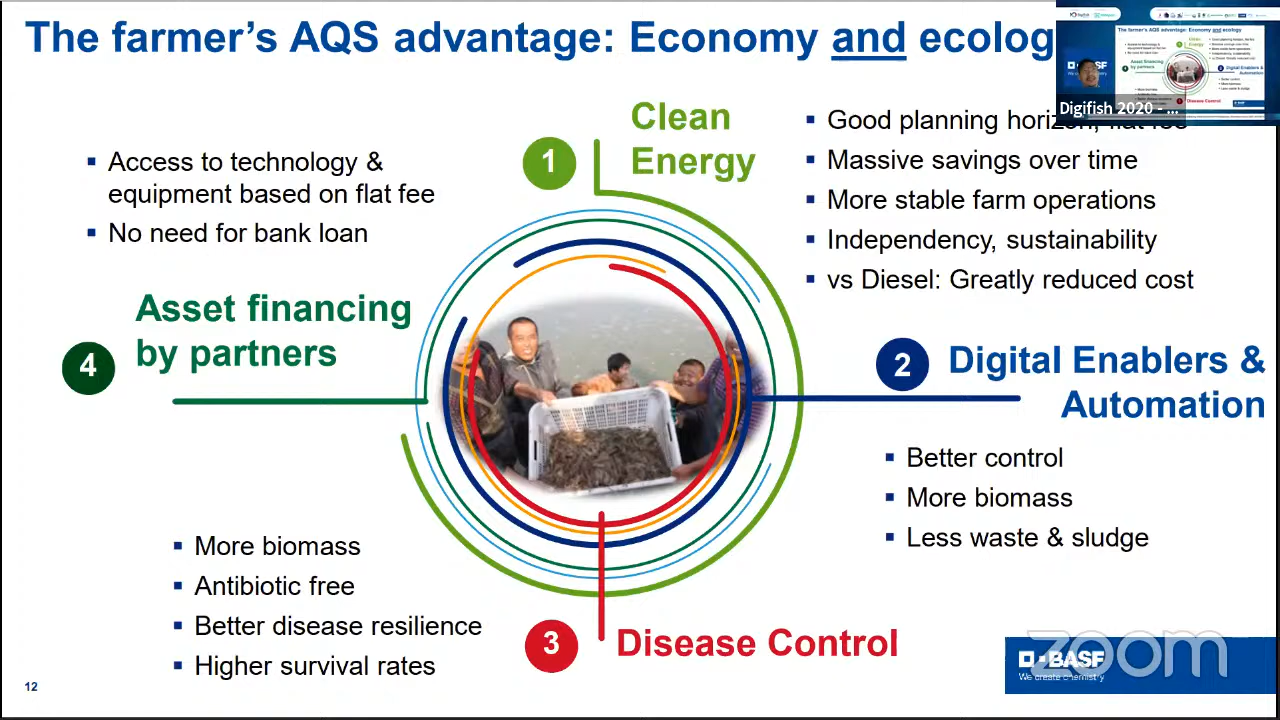 The farmer's AQS advantage: Economy and ecolog
Digifish 2020 - ...
1
Clean
Energy
Good planning horizon, flat fee
Massive savings over time
More stable farm operations
Independency, sustainability
vs Diesel: Greatly reduced cost
Access to technology &
equipment based on flat fee
No need for bank loan
4
Asset financing
by partners
2
Digital Enablers &
Automation
Better control
More biomass
Less waste & sludge
More biomass
Antibiotic free
Better disease resilience
Higher survival rates
3
Disease Control
BASF
We create chemistry
zoom
12